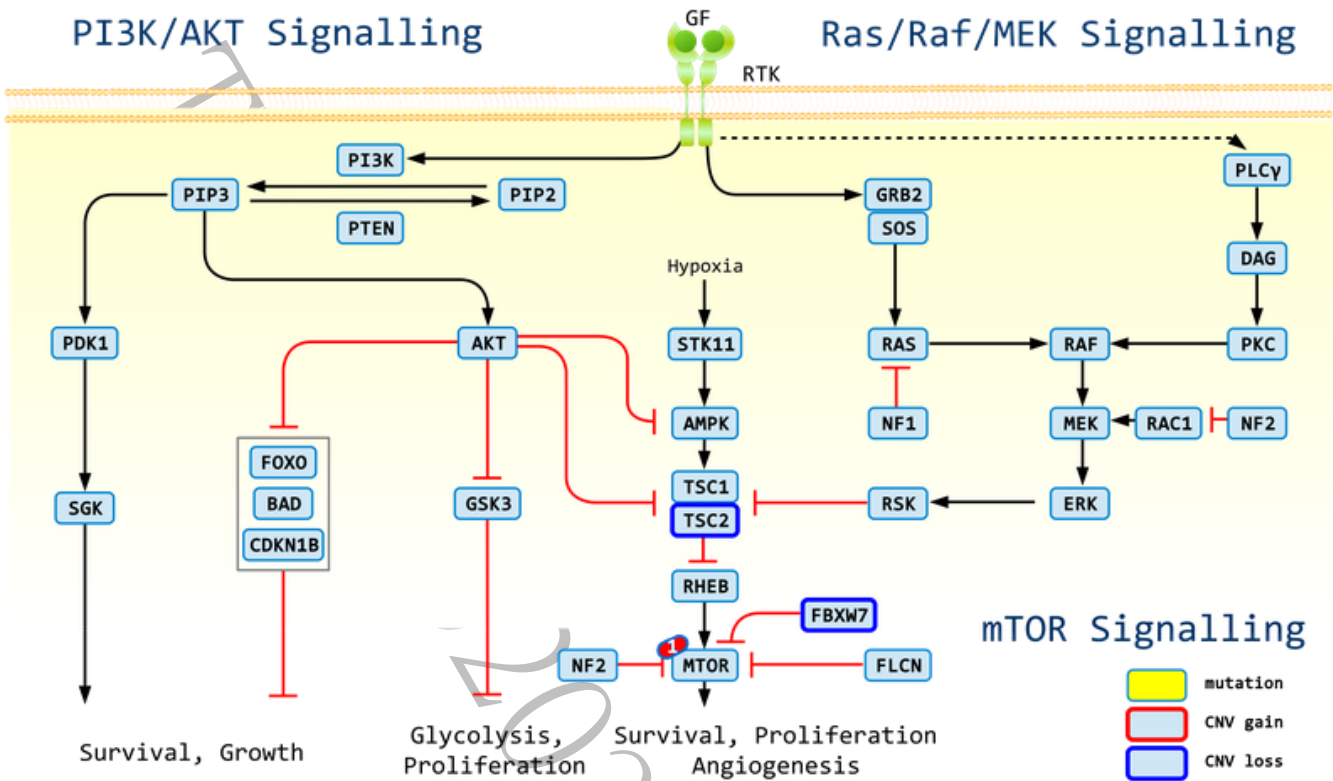 PI3K/AKT Signalling
GF
Ras/Raf/MEK Signalling
RTK
PI3K
PLCγ
PIP3
PIP2
GRB2
PTEN
SOS
DAG
Hypoxia
PDK1
AKT
STK11
RAS
RAF
PKC
AMPK
NF1
MEK
RAC1
NF2
FOXO
BAD
CDKN1B
SGK
GSK3
TSC1
TSC2
RSK
ERK
RHEB
FBXW7
mTOR Signalling
1
NF2
MTOR
FLCN
mutation
CNV gain
CNV loss
Survival, Growth
Glycolysis,
Proliferation
Survival, Proliferation
Angiogenesis